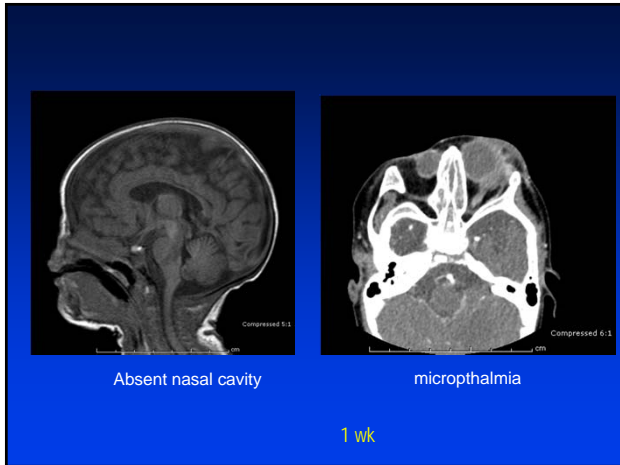 Compressed 5:1
cm
Compressed 6:1
cm
Absent nasal cavity
micropthalmia
1 wk